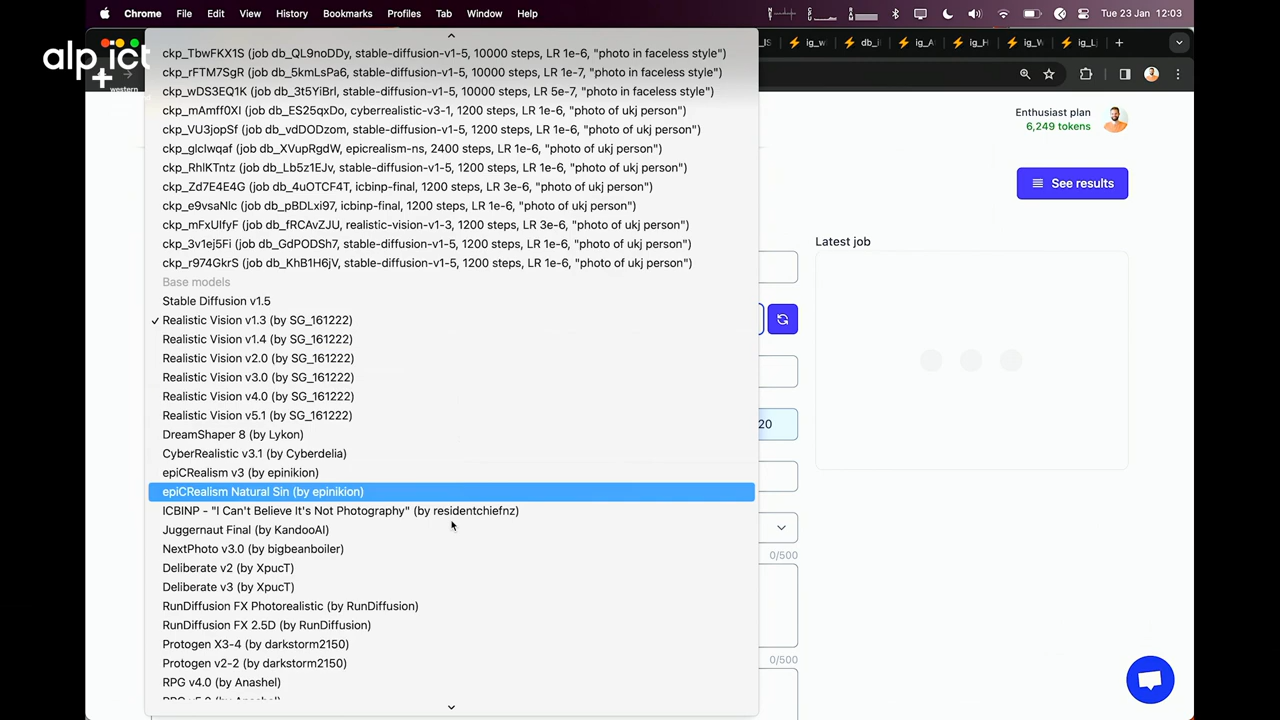 Chrome File Edit View History Bookmarks Profiles Tab Window Help Tue 23 Jan 12:03
alp ict
western
ckp_TbwFKX1S (job db_QL9noDDy, stable-diffusion-v1-5, 10000 steps, LR 1e-6, "photo in faceless style")
ckp_rFTM7SgR (job db_5kmLsPa6, stable-diffusion-v1-5, 10000 steps, LR 1e-7, "photo in faceless style")
ckp_wDS3EQ1K (job db_3t5YiBrl, stable-diffusion-v1-5, 10000 steps, LR 5e-7, "photo in faceless style")
ckp_mAmff0XI (job db_ES25qxDo, cyberrealistic-v3-1, 1200 steps, LR 1e-6, "photo of ukj person")
ckp_VU3jopSf (job db_vdDODzom, stable-diffusion-v1-5, 1200 steps, LR 1e-6, "photo of ukj person")
ckp_glclwqaf (job db_XVupRgdW, epicrealism-ns, 2400 steps, LR 1e-6, "photo of ukj person")
ckp_RhlKTntz (job db_Lb5z1EJv, stable-diffusion-v1-5, 1200 steps, LR 1e-6, "photo of ukj person")
ckp_Zd7E4E4G (job db_4uOTCF4T, icbinp-final, 1200 steps, LR 3e-6, "photo of ukj person")
ckp_e9vsaNlc (job db_pBDLxi97, icbinp-final, 1200 steps, LR 1e-6, "photo of ukj person")
ckp_mFxUlfyF (job db_fRCAvZJU, realistic-vision-v1-3, 1200 steps, LR 3e-6, "photo of ukj person")
ckp_3v1ej5Fi (job db_GdPODSh7, stable-diffusion-v1-5, 1200 steps, LR 1e-6, "photo of ukj person")
ckp_r974GkrS (job db_KhB1H6jV, stable-diffusion-v1-5, 1200 steps, LR 1e-6, "photo of ukj person")
Base models
Stable Diffusion v1.5
✓ Realistic Vision v1.3 (by SG_161222)
Realistic Vision v1.4 (by SG_161222)
Realistic Vision v2.0 (by SG_161222)
Realistic Vision v3.0 (by SG_161222)
Realistic Vision v4.0 (by SG_161222)
Realistic Vision v5.1 (by SG_161222)
DreamShaper 8 (by Lykon)
CyberRealistic v3.1 (by Cyberdelia)
epiCRealism v3 (by epinikion)
epiCRealism Natural Sin (by epinikion)
ICBINP - "I Can't Believe It's Not Photography" (by residentchiefnz)
Juggernaut Final (by KandooAI)
NextPhoto v3.0 (by bigbeanboiler)
Deliberate v2 (by XpucT)
Deliberate v3 (by XpucT)
RunDiffusion FX Photorealistic (by RunDiffusion)
RunDiffusion FX 2.5D (by RunDiffusion)
Protogen X3-4 (by darkstorm2150)
Protogen v2-2 (by darkstorm2150)
RPG v4.0 (by Anashel)
Enthusiast plan
6,249 tokens
See results
Latest job
20
0/500
0/500